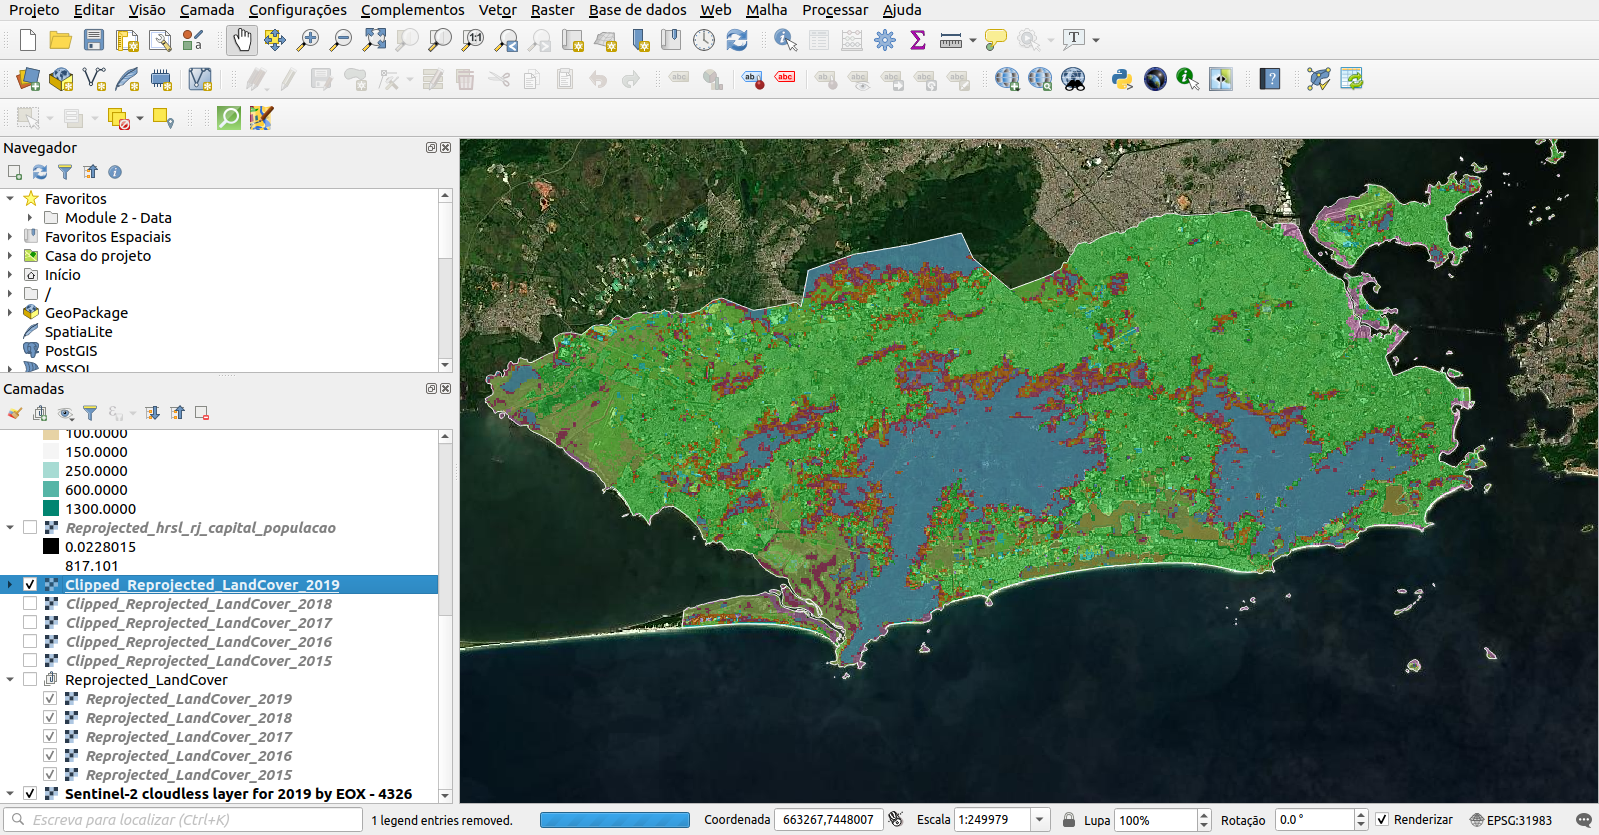 Projeto Editar Visão Camada Configurações Complementos Vetor Raster Base de dados Web Malha Processar Ajuda
Navegador
Favoritos
Module 2 - Data
Favoritos Espaciais
Casa do projeto
Início
/
GeoPackage
SpatiaLite
PostGIS
MSSQL
Camadas
100.0000
150.0000
250.0000
600.0000
1300.0000
Reprojected_hrsl_rj_capital_populacao
0.0228015
817.101
Clipped_Reprojected_LandCover_2019
Clipped_Reprojected_LandCover_2018
Clipped_Reprojected_LandCover_2017
Clipped_Reprojected_LandCover_2016
Clipped_Reprojected_LandCover_2015
Reprojected_LandCover
Reprojected_LandCover_2019
Reprojected_LandCover_2018
Reprojected_LandCover_2017
Reprojected_LandCover_2016
Reprojected_LandCover_2015
Sentinel-2 cloudless layer for 2019 by EOX - 4326
Escreva para localizar (Ctrl+K) 1 legend entries removed. Coordenada 663267,7448007 Escala 1:249979 Lupa 100% Rotação 0.0 ° Renderizar EPSG:31983